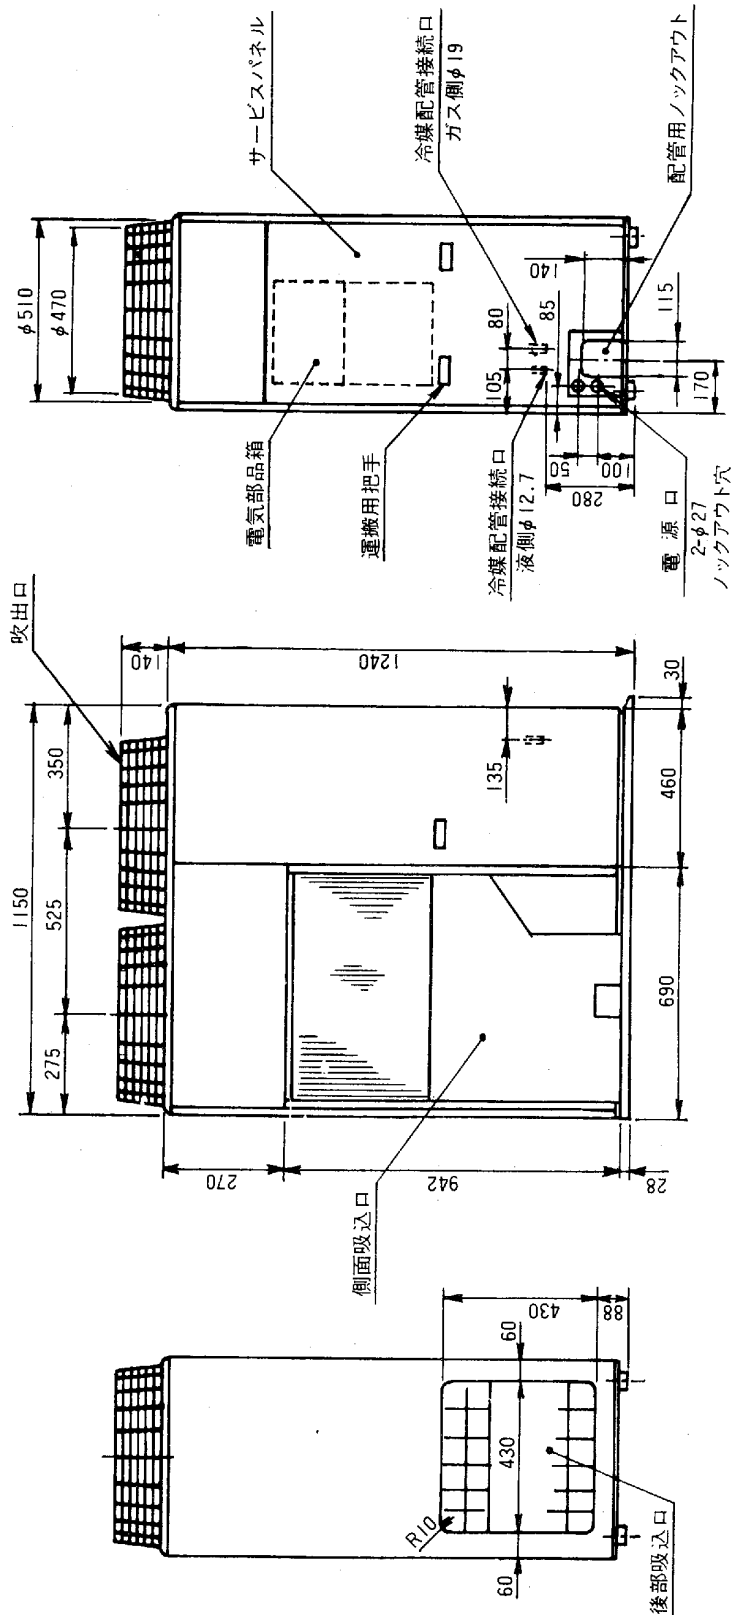 φ510
φ470
サービスパネル
冷媒配管接続口
ガス側φ19
配管用ノックアウト
140
80
85
115
105
170
電気部品箱
運搬用把手
冷媒配管接続口
液側φ12.7
50
100
280
電源口
2-φ27
ノックアウト穴
吹出口
140
1240
30
1150
350
525
275
135
460
690
270
942
28
側面吸込口
430
88
60
430
R10
60
後部吸込口